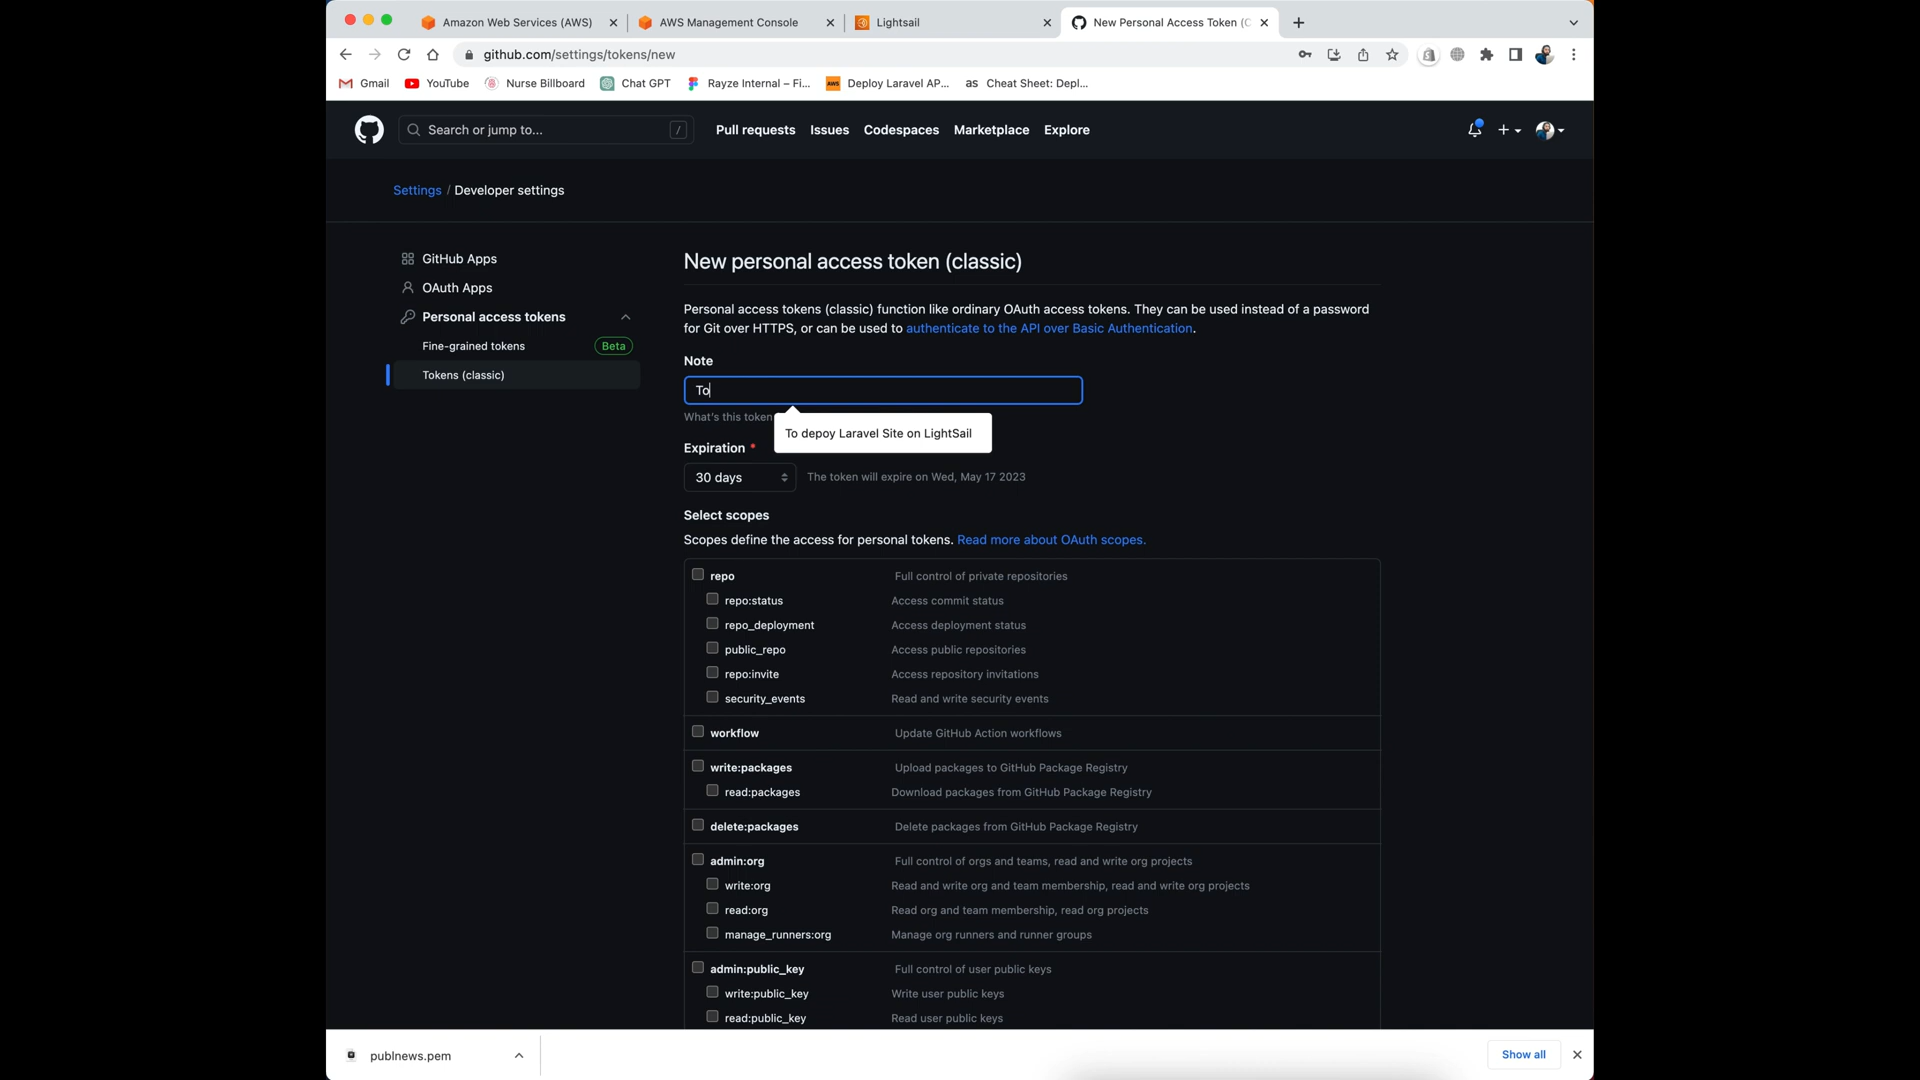 Amazon Web Services (AWS)
AWS Management Console
Lightsail
New Personal Access Token (C
github.com/settings/tokens/new
Gmail
YouTube
Nurse Billboard
Chat GPT
Rayze Internal – Fi...
aws
Deploy Laravel AP...
as
Cheat Sheet: Depl...
Search or jump to...
/
Pull requests
Issues
Codespaces
Marketplace
Explore
Settings / Developer settings
GitHub Apps
OAuth Apps
Personal access tokens
Fine-grained tokens
Beta
Tokens (classic)
New personal access token (classic)
Personal access tokens (classic) function like ordinary OAuth access tokens. They can be used instead of a password
for Git over HTTPS, or can be used to authenticate to the API over Basic Authentication.
Note
To
What's this token
To depoy Laravel Site on LightSail
Expiration *
30 days
The token will expire on Wed, May 17 2023
Select scopes
Scopes define the access for personal tokens. Read more about OAuth scopes.
repo Full control of private repositories
repo:status Access commit status
repo_deployment Access deployment status
public_repo Access public repositories
repo:invite Access repository invitations
security_events Read and write security events
workflow Update GitHub Action workflows
write:packages Upload packages to GitHub Package Registry
read:packages Download packages from GitHub Package Registry
delete:packages Delete packages from GitHub Package Registry
admin:org Full control of orgs and teams, read and write org projects
write:org Read and write org and team membership, read and write org projects
read:org Read org and team membership, read org projects
manage_runners:org Manage org runners and runner groups
admin:public_key Full control of user public keys
write:public_key Write user public keys
read:public_key Read user public keys
publnews.pem
Show all